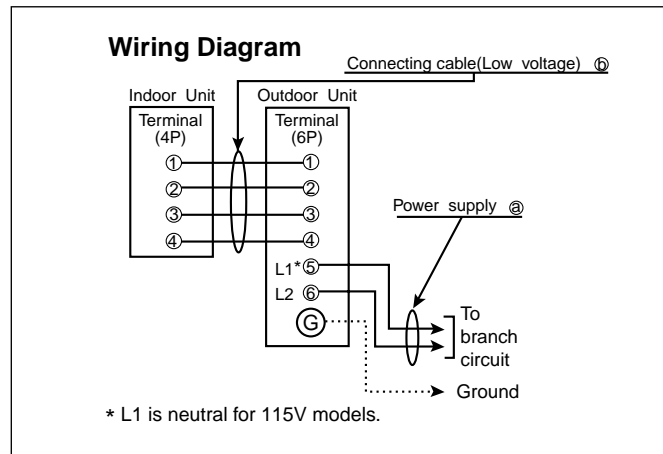 Wiring Diagram
Connecting cable(Low voltage) ⓑ
Indoor Unit
Outdoor Unit
Terminal
(4P)
Terminal
(6P)
① ①
② ②
③ ③
④ ④
Power supply ⓐ
L1*⑤
L2 ⑥
Ⓖ
To
branch
circuit
Ground
* L1 is neutral for 115V models.